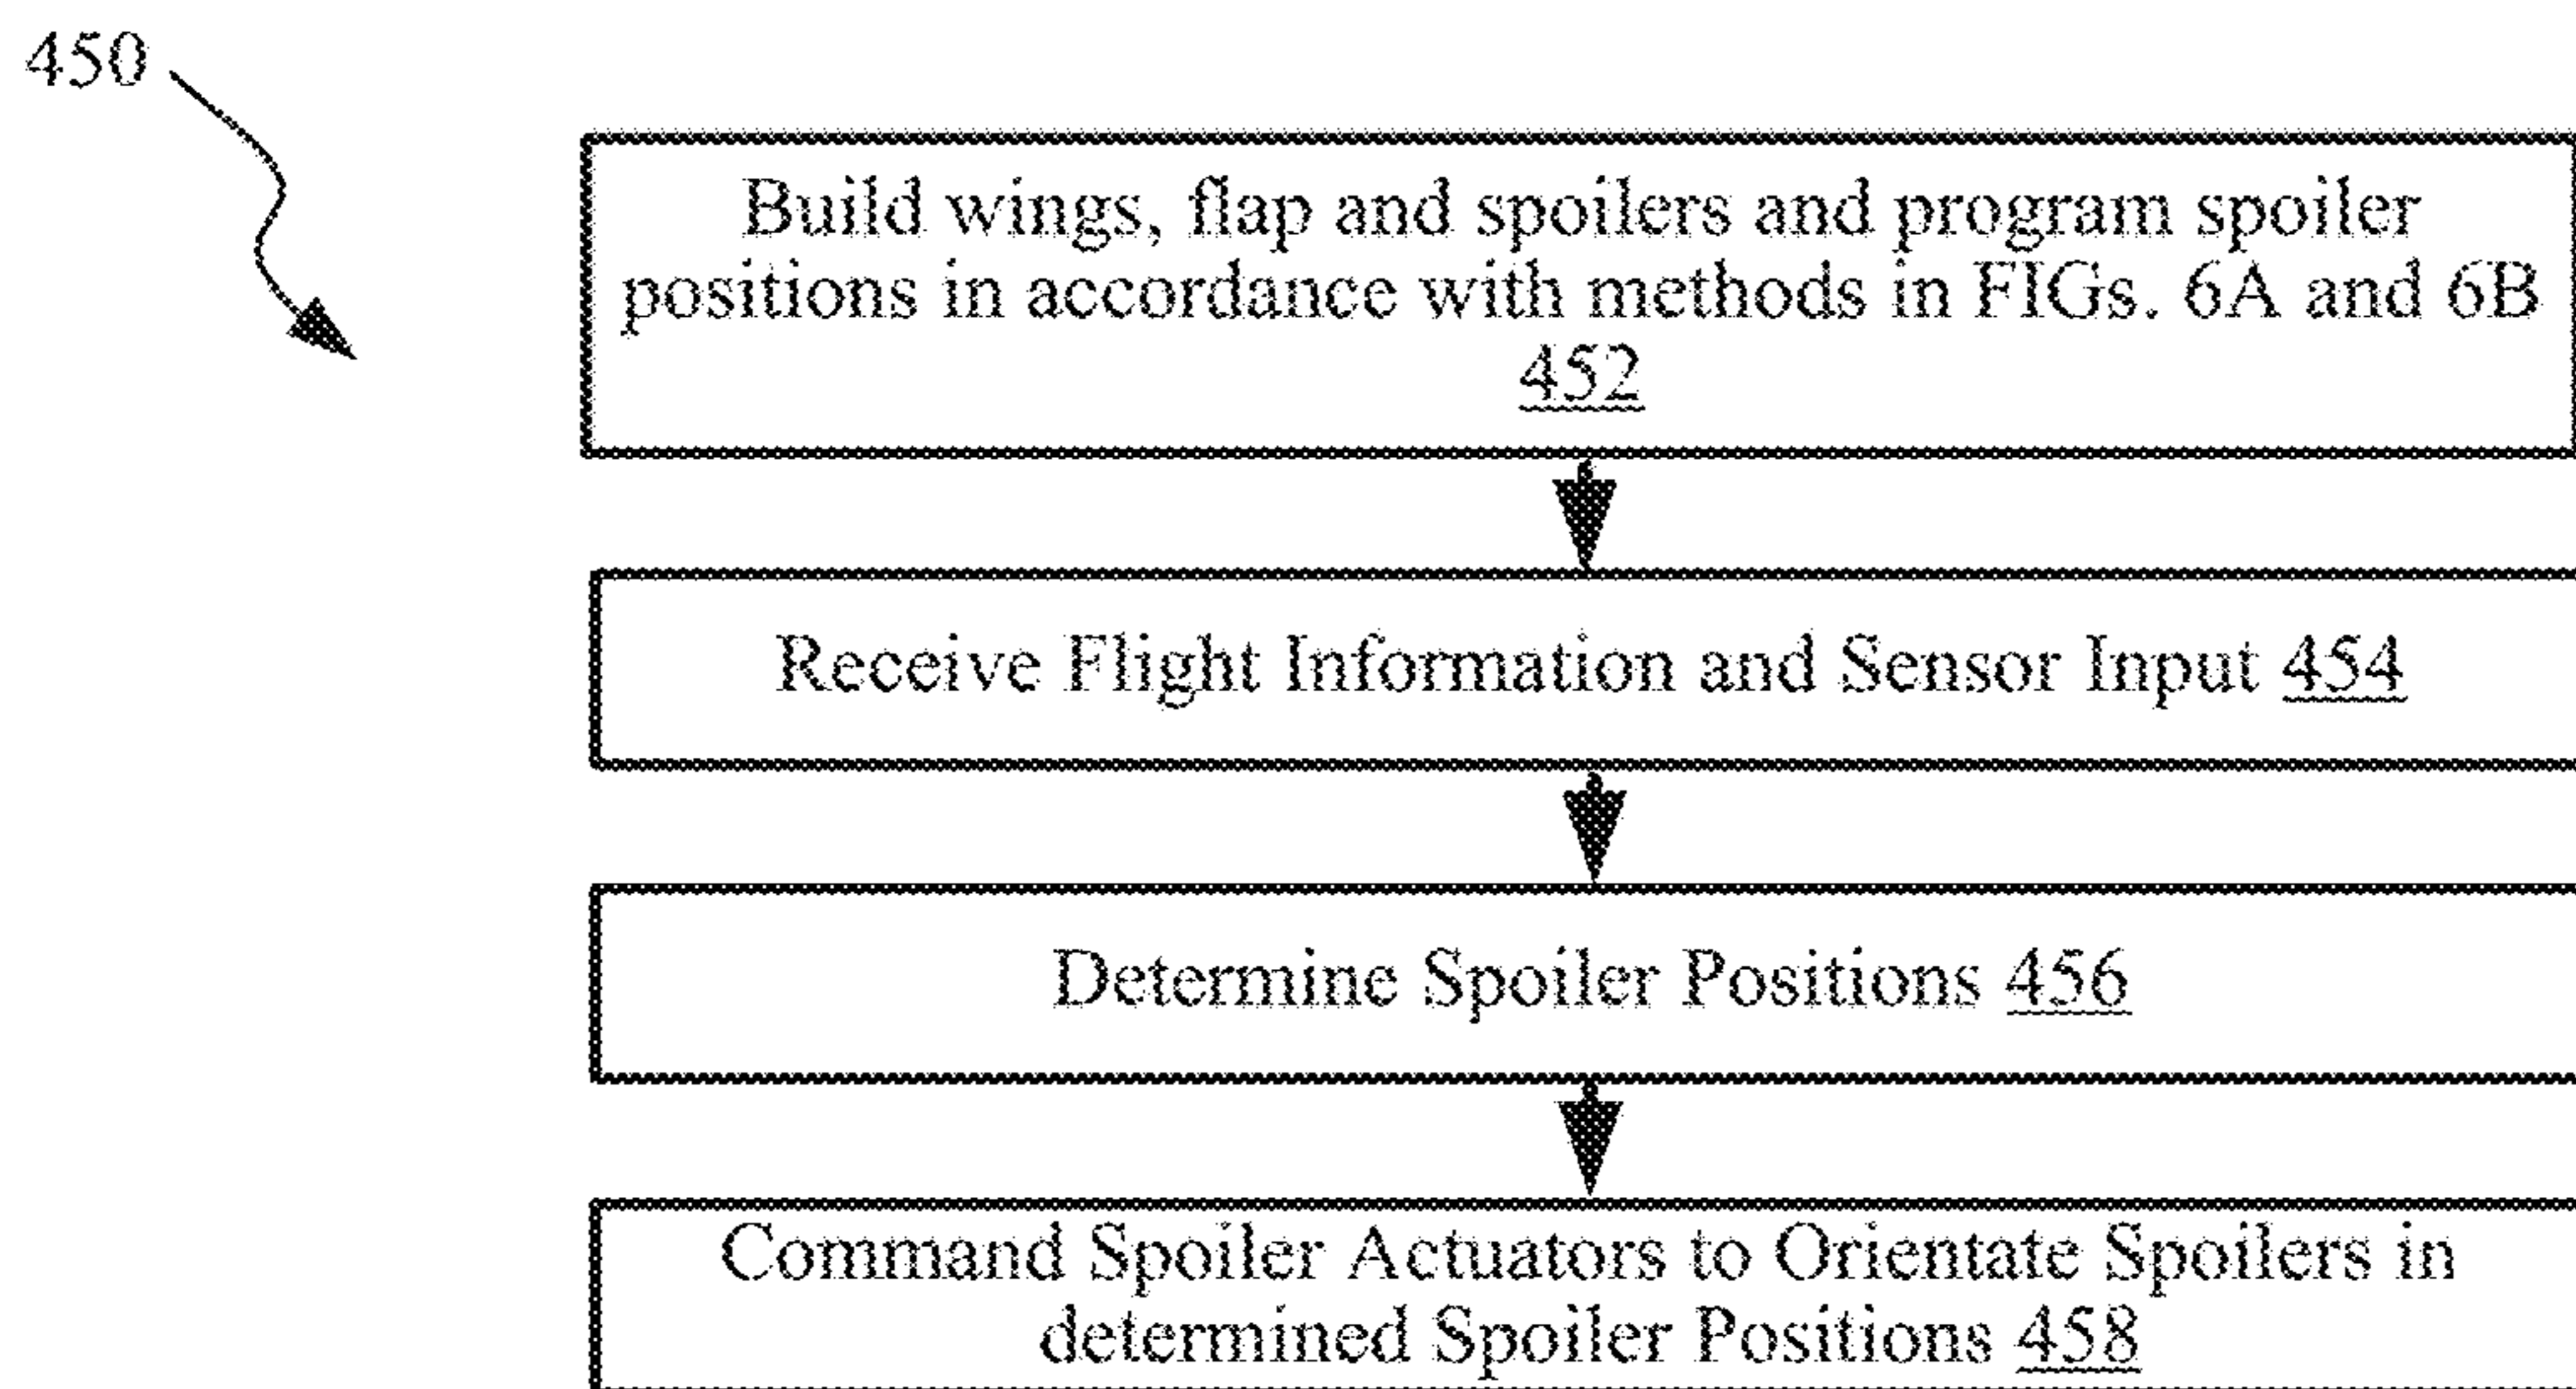 450
Build wings, flap and spoilers and program spoiler
positions in accordance with methods in FIGs. 6A and 6B
452
Receive Flight Information and Sensor Input 454
Determine Spoiler Positions 456
Command Spoiler Actuators to Orientate Spoilers in
determined Spoiler Positions 458